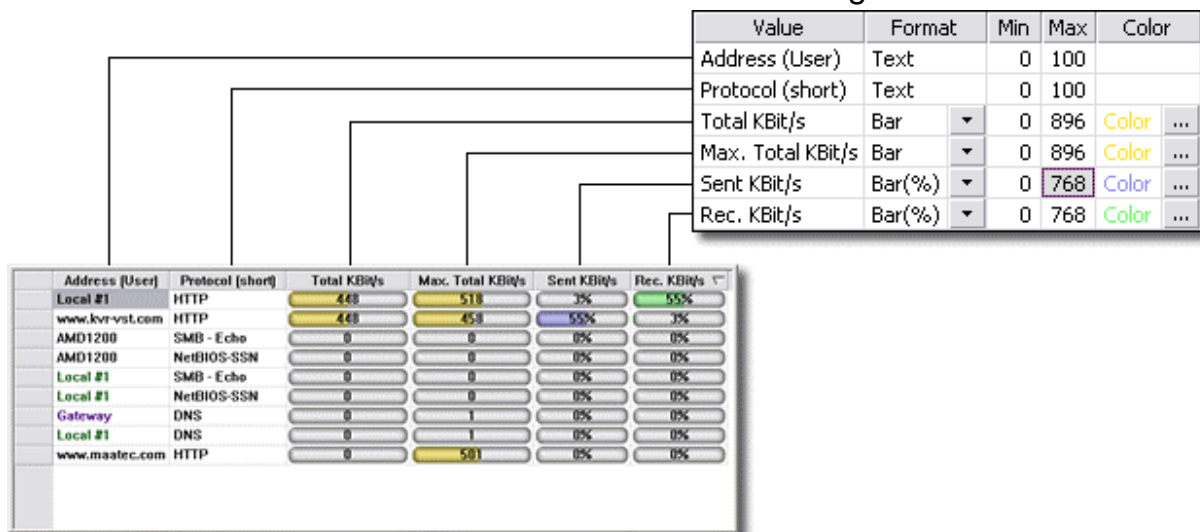 Value Format Min Max Color
Address (User) Text 0 100
Protocol (short) Text 0 100
Total KBit/s Bar 0 896 Color ...
Max. Total KBit/s Bar 0 896 Color ...
Sent KBit/s Bar(%) 0 768 Color ...
Rec. KBit/s Bar(%) 0 768 Color ...
Address (User) Protocol (short) Total KBit/s Max. Total KBit/s Sent KBit/s Rec. KBit/s
Local #1 HTTP 448 518 3% 55%
www.kvr-vst.com HTTP 448 458 55% 3%
AMD1200 SMB - Echo 0 0 0% 0%
AMD1200 NetBIOS-SSN 0 0 0% 0%
Local #1 SMB - Echo 0 0 0% 0%
Local #1 NetBIOS-SSN 0 0 0% 0%
Gateway DNS 0 1 0% 0%
Local #1 DNS 0 1 0% 0%
www.maatec.com HTTP 0 501 0% 0%